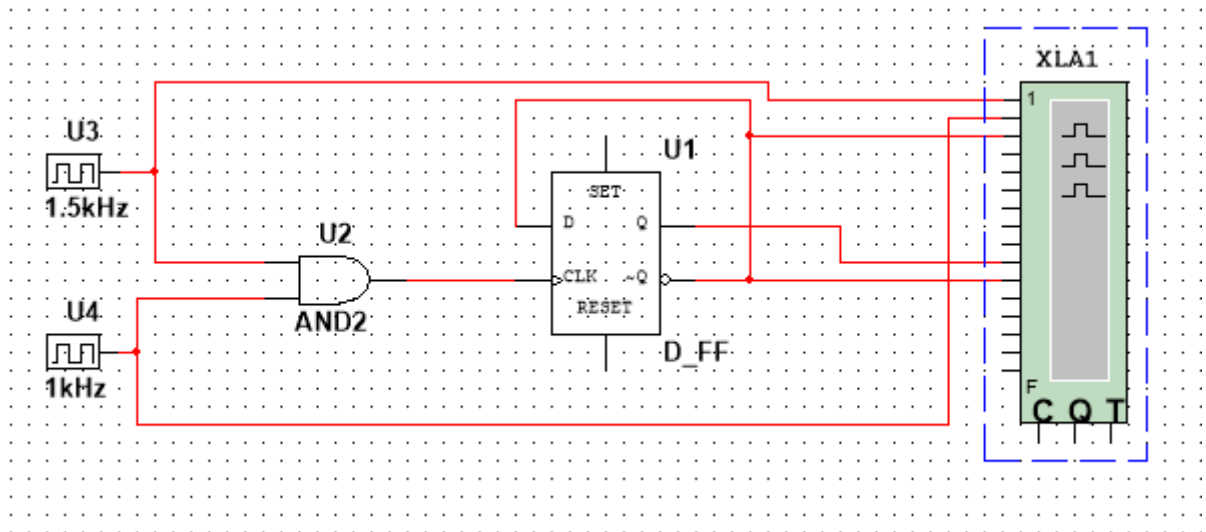 XLA1
1
U3
1.5kHz
U1
SET
D Q
U2
CLK ~Q
RESET
AND2
U4
1kHz
D_FF
F
C Q T